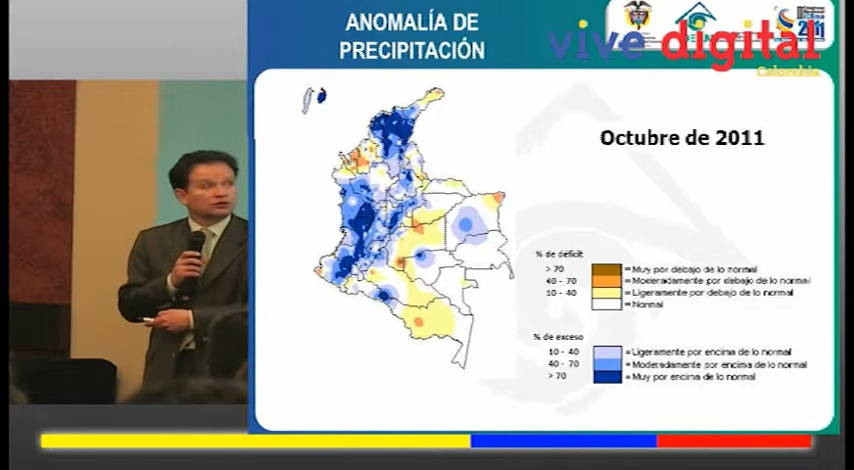 ANOMALÍA DE
PRECIPITACIÓN
vive digital
Colombia
2011
Octubre de 2011
% de déficit
> 70 = Muy por debajo de lo normal
40 - 70 = Moderadamente por debajo de lo normal
10 - 40 = Ligeramente por debajo de lo normal
= Normal
% de exceso
10 - 40 = Ligeramente por encima de lo normal
40 - 70 = Moderadamente por encima de lo normal
> 70 = Muy por encima de lo normal